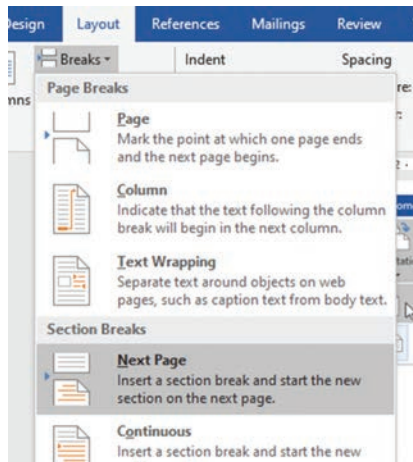 Design Layout References Mailings Review
Breaks Indent Spacing
Page Breaks
Page
Mark the point at which one page ends
and the next page begins.
Column
Indicate that the text following the column
break will begin in the next column.
Text Wrapping
Separate text around objects on web
pages, such as caption text from body text.
Section Breaks
Next Page
Insert a section break and start the new
section on the next page.
Continuous
Insert a section break and start the new